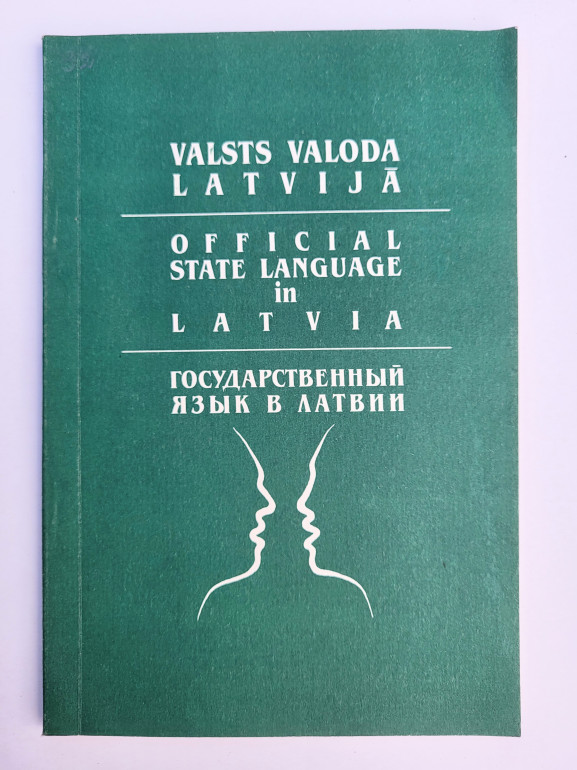 VALSTS VALODA
LATVIJĀ
OFFICIAL
STATE LANGUAGE
in
LATVIA
ГОСУДАРСТВЕННЫЙ
ЯЗЫК В ЛАТВИИ